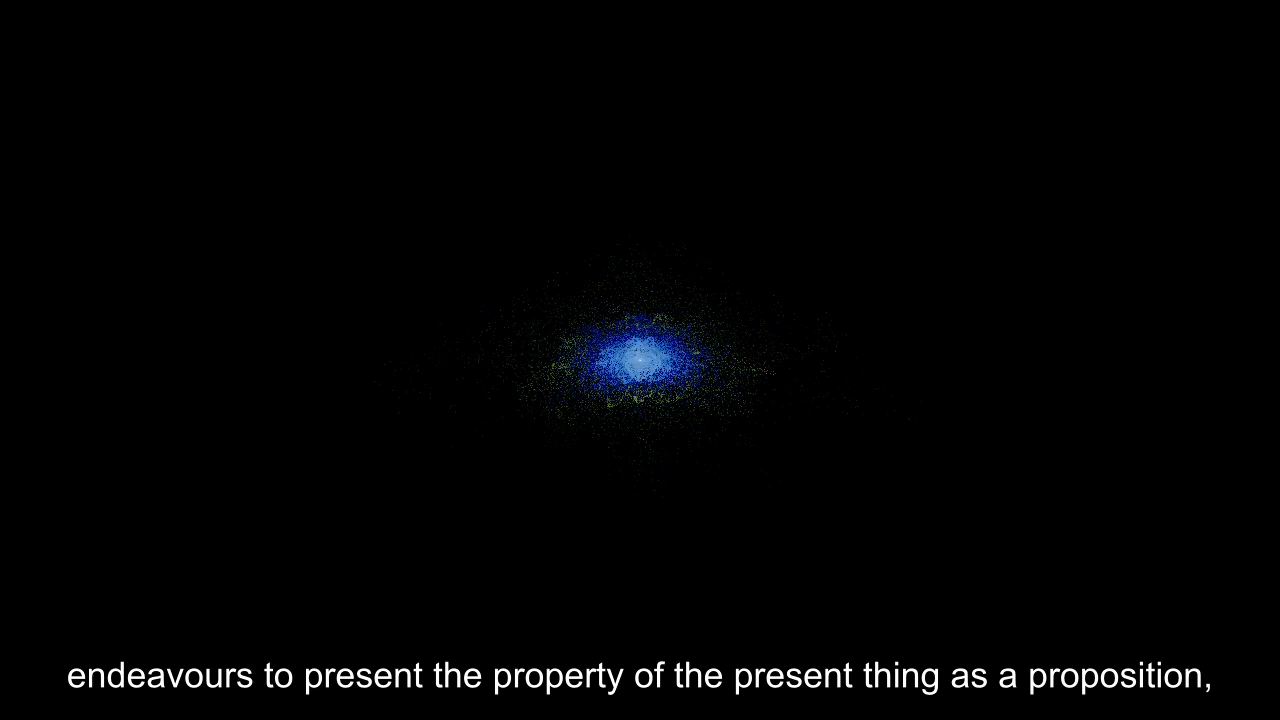 endeavours to present the property of the present thing as a proposition,